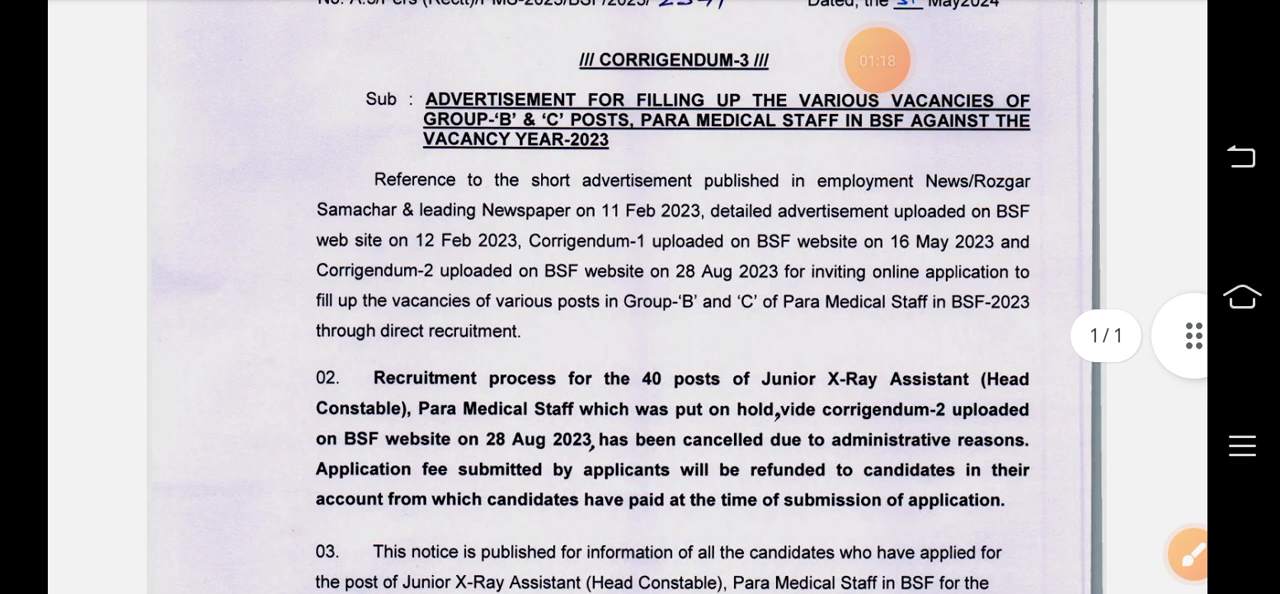 Dated, the 31st May2024
/// CORRIGENDUM-3 ///
01:18
Sub : ADVERTISEMENT FOR FILLING UP THE VARIOUS VACANCIES OF
GROUP-‘B’ & ‘C’ POSTS, PARA MEDICAL STAFF IN BSF AGAINST THE
VACANCY YEAR-2023
Reference to the short advertisement published in employment News/Rozgar
Samachar & leading Newspaper on 11 Feb 2023, detailed advertisement uploaded on BSF
web site on 12 Feb 2023, Corrigendum-1 uploaded on BSF website on 16 May 2023 and
Corrigendum-2 uploaded on BSF website on 28 Aug 2023 for inviting online application to
fill up the vacancies of various posts in Group-‘B’ and ‘C’ of Para Medical Staff in BSF-2023
through direct recruitment.
1/1
02. Recruitment process for the 40 posts of Junior X-Ray Assistant (Head
Constable), Para Medical Staff which was put on hold,vide corrigendum-2 uploaded
on BSF website on 28 Aug 2023, has been cancelled due to administrative reasons.
Application fee submitted by applicants will be refunded to candidates in their
account from which candidates have paid at the time of submission of application.
03. This notice is published for information of all the candidates who have applied for
the post of Junior X-Ray Assistant (Head Constable), Para Medical Staff in BSF for the